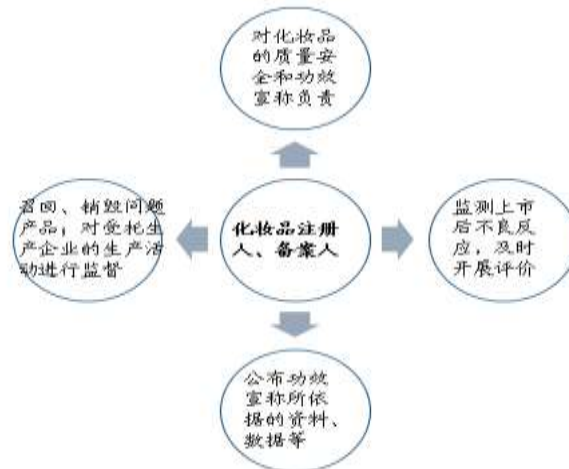 对化妆品
的质量安
全和功效
宣称负责
召回、销毁问题
产品；对受托生
产企业的生产活
动进行监督
化妆品注册
人、备案人
监测上市
后不良反
应，及时
开展评价
公布功效
宣称所依
据的资料、
数据等